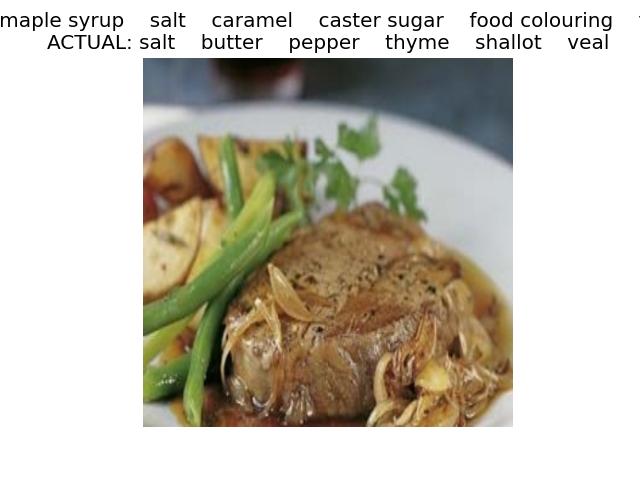 maple syrup salt caramel caster sugar food colouring
ACTUAL: salt butter pepper thyme shallot veal